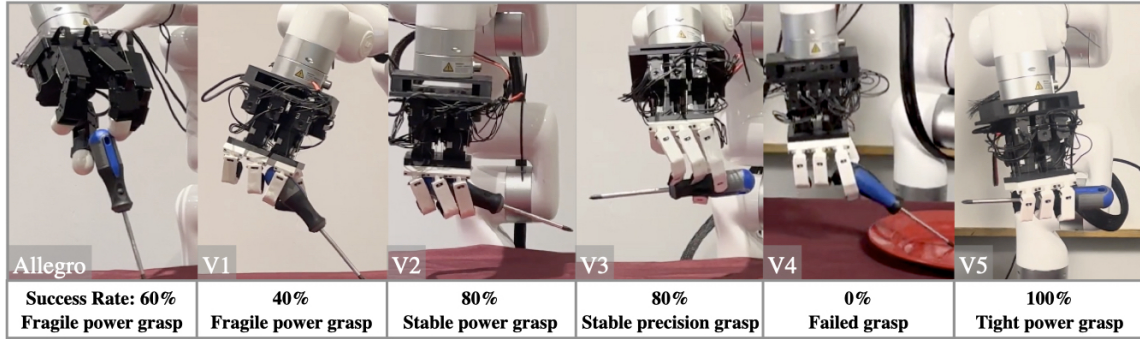 Allegro
V1
V2
V3
V4
V5
Success Rate: 60%
Fragile power grasp
40%
Fragile power grasp
80%
Stable power grasp
80%
Stable precision grasp
0%
Failed grasp
100%
Tight power grasp